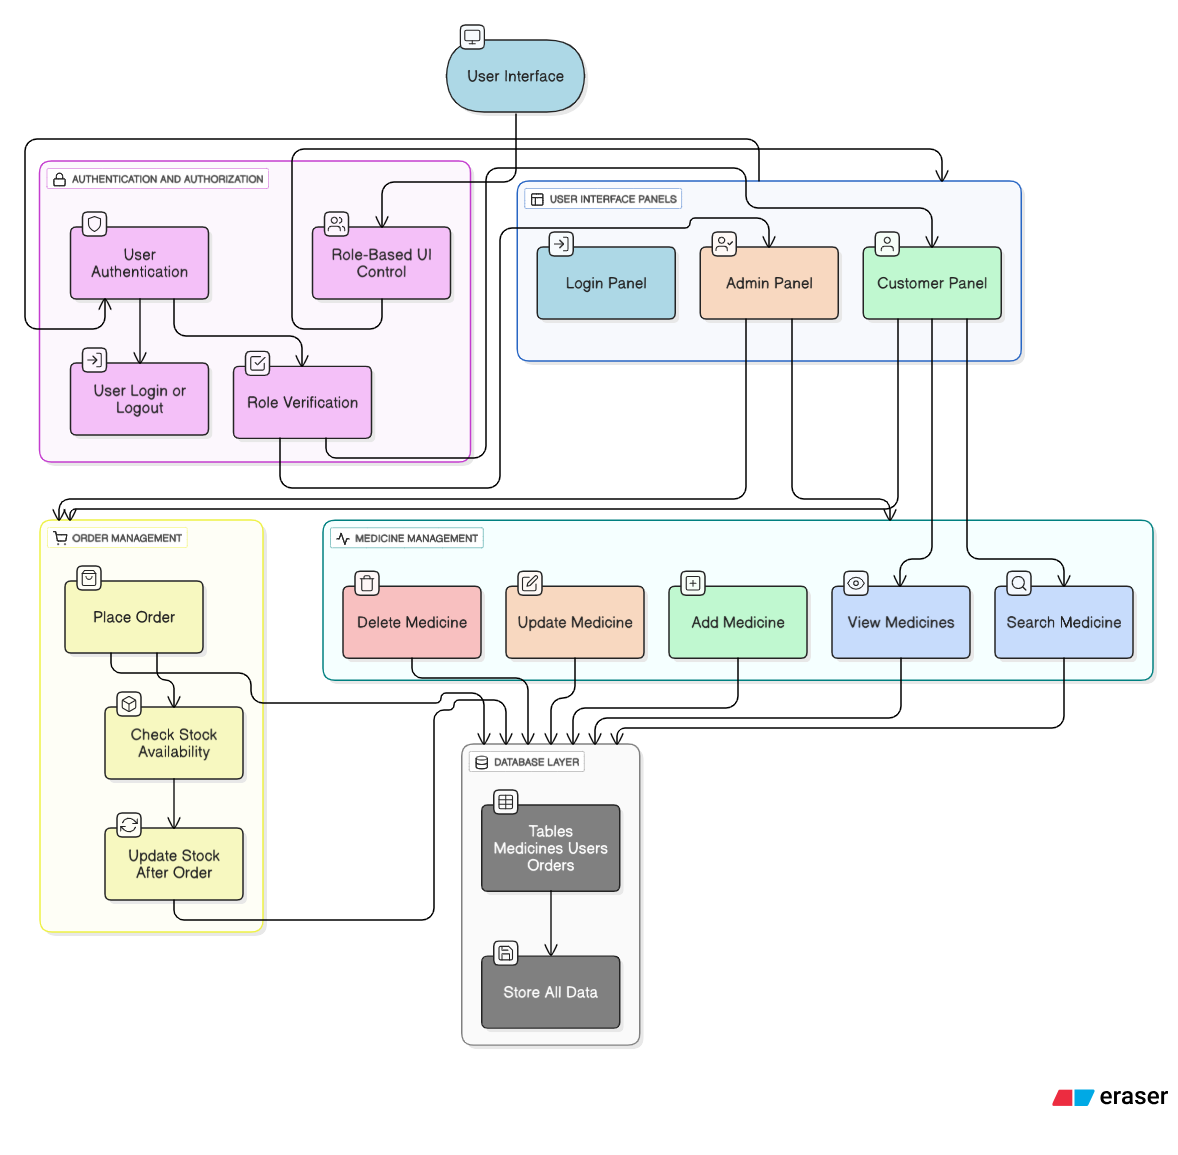 User Interface
AUTHENTICATION AND AUTHORIZATION
User
Authentication
Role-Based UI
Control
User Login or
Logout
Role Verification
USER INTERFACE PANELS
Login Panel
Admin Panel
Customer Panel
ORDER MANAGEMENT
Place Order
Check Stock
Availability
Update Stock
After Order
MEDICINE MANAGEMENT
Delete Medicine
Update Medicine
Add Medicine
View Medicines
Search Medicine
DATABASE LAYER
Tables
Medicines Users
Orders
Store All Data
eraser